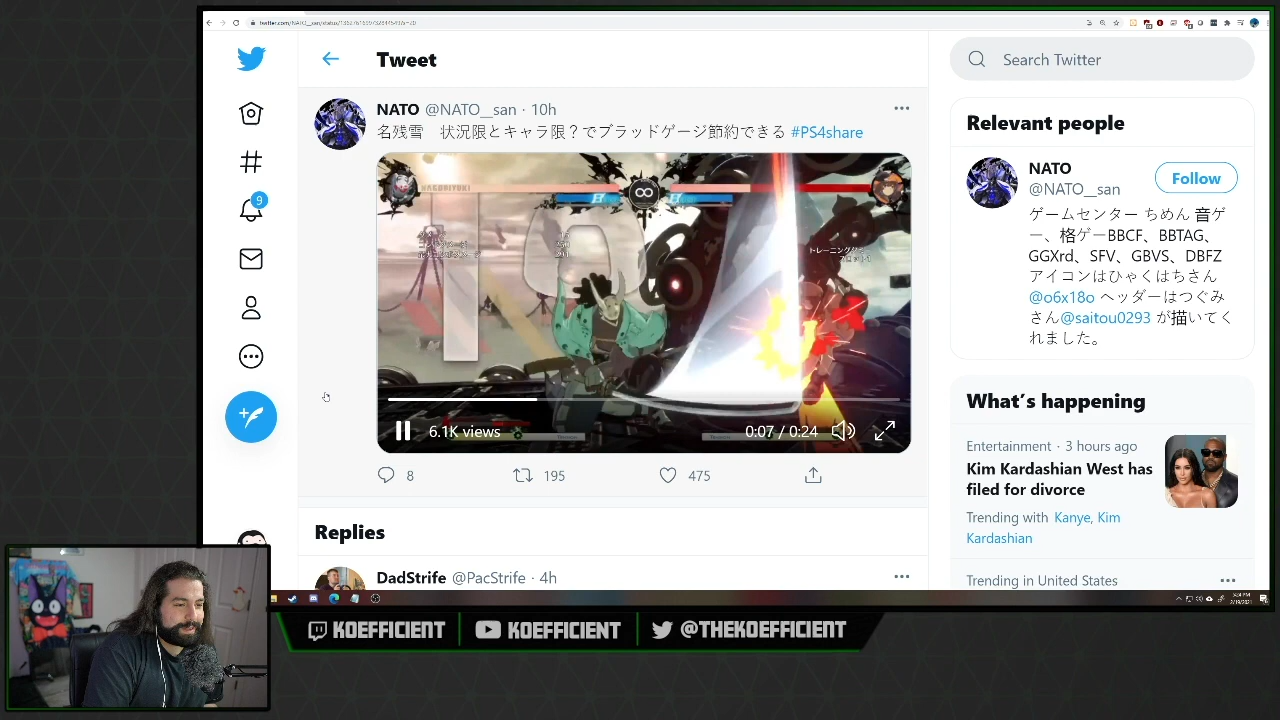 twitter.com/NATO__san/status/
Tweet
Search Twitter
NATO @NATO__san · 10h
名残雪　状況限とキャラ限？でブラッドゲージ節約できる #PS4share
NAGORIYUKI
6.1K views
0:07 / 0:24
8
195
475
Replies
DadStrife @PacStrife · 4h
9
Relevant people
NATO
@NATO__san
Follow
ゲームセンター ちめん 音ゲ
ー、格ゲーBBCF、BBTAG、
GGXrd、SFV、GBVS、DBFZ
アイコンはひゃくはちさん
@o6x18o ヘッダーはつぐみ
さん@saitou0293 が描いてく
れました。
What's happening
Entertainment · 3 hours ago
Kim Kardashian West has
filed for divorce
Trending with Kanye, Kim
Kardashian
Trending in United States
KOEFFICIENT
KOEFFICIENT
@THEKOEFFICIENT